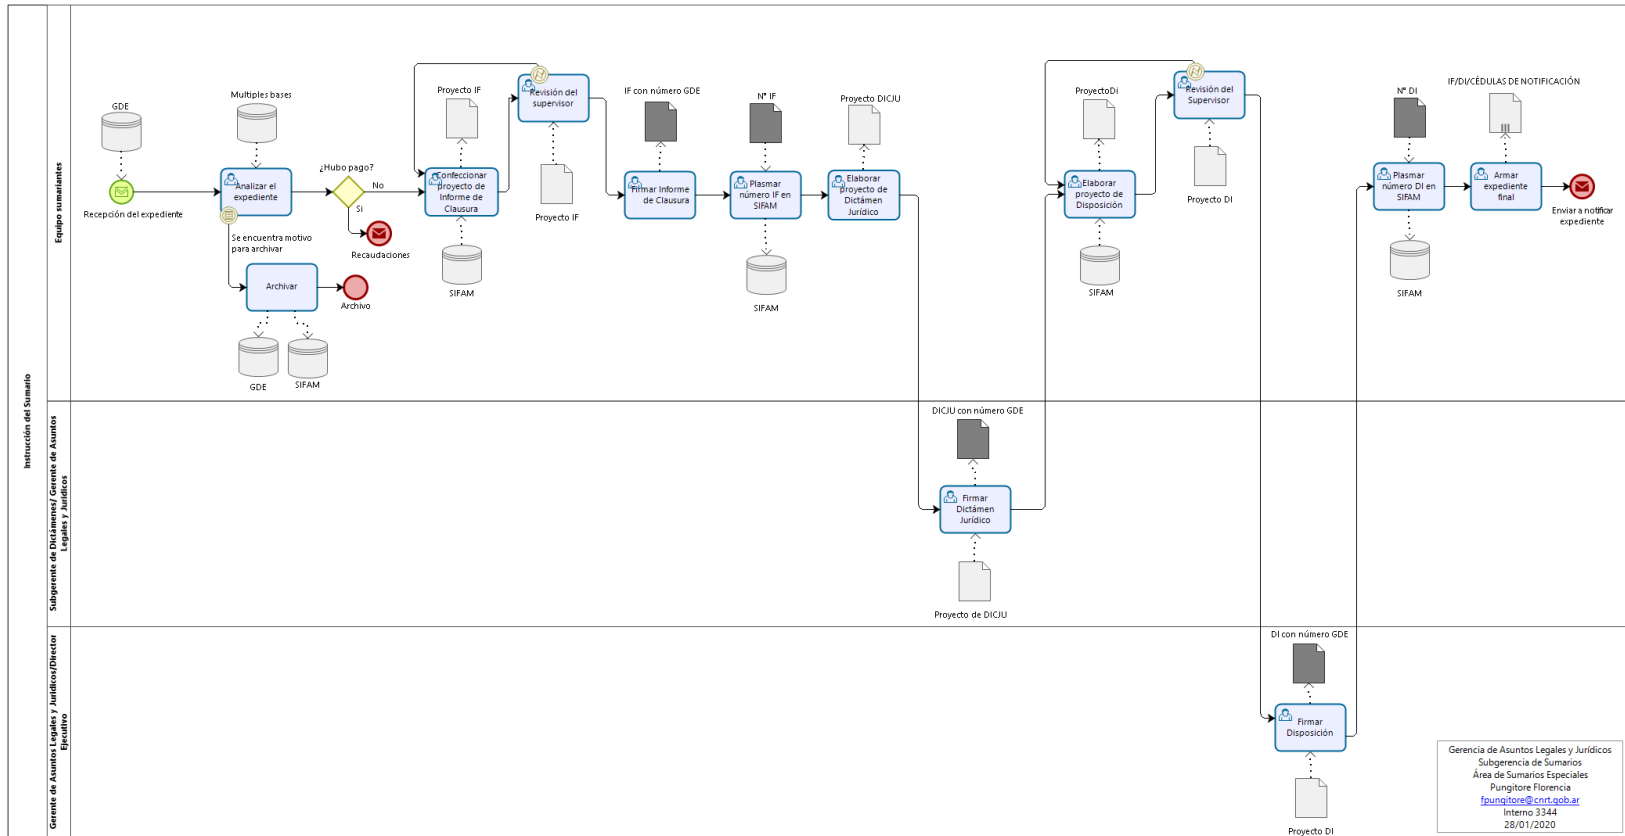 Instrucción del Sumario
Equipo sumariantes
GDE
Recepción del expediente
Multiples bases
Analizar el
expediente
Se encuentra motivo
para archivar
Archivar
GDE
SIFAM
Archivo
¿Hubo pago?
No
Si
Recaudaciones
Proyecto IF
Confeccionar
proyecto de
Informe de
Clausura
SIFAM
Revisión del
supervisor
Proyecto IF
IF con número GDE
Firmar Informe
de Clausura
N° IF
Plasmar
número IF en
SIFAM
SIFAM
Proyecto DICJU
Elaborar
proyecto de
Dictámen
Jurídico
ProyectoDi
Elaborar
proyecto de
Disposición
SIFAM
Revisión del
Supervisor
Proyecto DI
N° DI
Plasmar
número DI en
SIFAM
SIFAM
IF/DI/CÉDULAS DE NOTIFICACIÓN
Armar
expediente
final
Enviar a notificar
expediente
Subgerente de Dictámenes/ Gerente de Asuntos
Legales y Jurídicos
DICJU con número GDE
Firmar
Dictámen
Jurídico
Proyecto de DICJU
Gerente de Asuntos Legales y Jurídicos/Director
Ejecutivo
DI con número GDE
Firmar
Disposición
Proyecto DI
Gerencia de Asuntos Legales y Jurídicos
Subgerencia de Sumarios
Área de Sumarios Especiales
Pungitore Florencia
fpungitore@cnrt.gob.ar
Interno 3344
28/01/2020